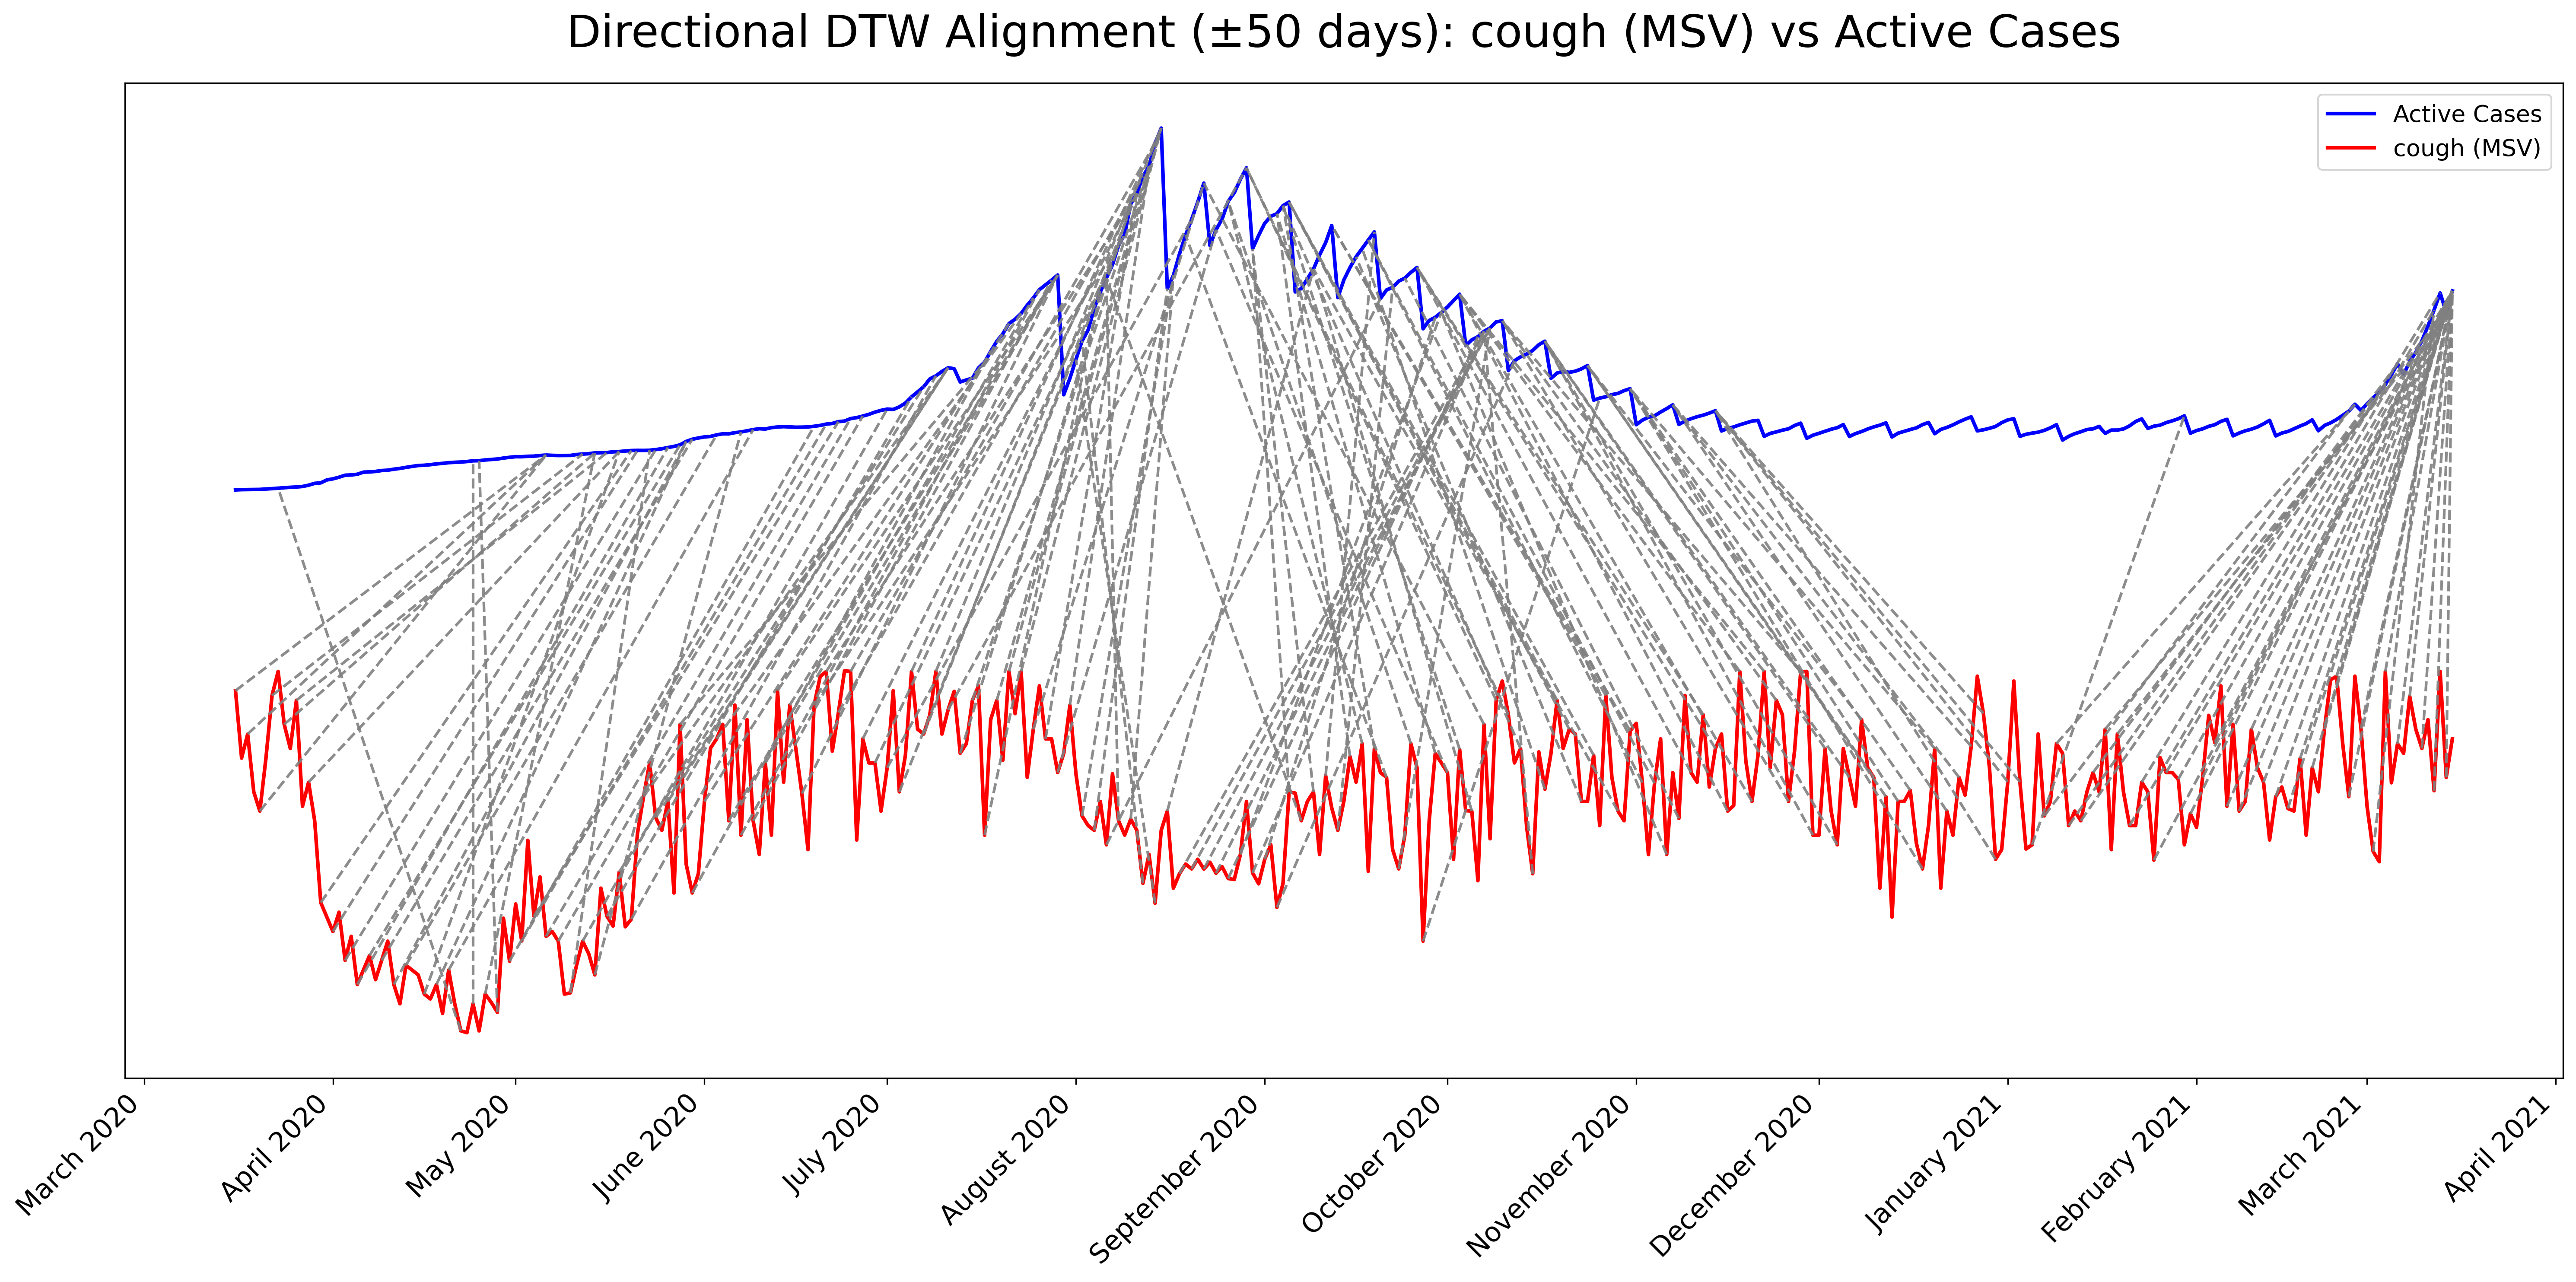 Directional DTW Alignment (±50 days): cough (MSV) vs Active Cases
Active Cases
cough (MSV)
March 2020
April 2020
May 2020
June 2020
July 2020
August 2020
September 2020
October 2020
November 2020
December 2020
January 2021
February 2021
March 2021
April 2021